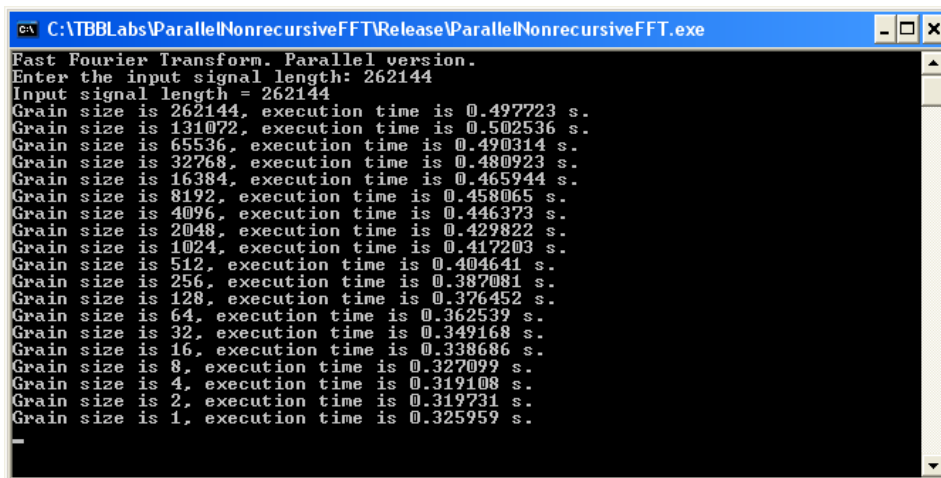 C:\TBBLabs\ParallelNonrecursiveFFT\Release\ParallelNonrecursiveFFT.exe
Fast Fourier Transform. Parallel version.
Enter the input signal length: 262144
Input signal length = 262144
Grain size is 262144, execution time is 0.497723 s.
Grain size is 131072, execution time is 0.502536 s.
Grain size is 65536, execution time is 0.490314 s.
Grain size is 32768, execution time is 0.480923 s.
Grain size is 16384, execution time is 0.465944 s.
Grain size is 8192, execution time is 0.458065 s.
Grain size is 4096, execution time is 0.446373 s.
Grain size is 2048, execution time is 0.429822 s.
Grain size is 1024, execution time is 0.417203 s.
Grain size is 512, execution time is 0.404641 s.
Grain size is 256, execution time is 0.387081 s.
Grain size is 128, execution time is 0.376452 s.
Grain size is 64, execution time is 0.362539 s.
Grain size is 32, execution time is 0.349168 s.
Grain size is 16, execution time is 0.338686 s.
Grain size is 8, execution time is 0.327099 s.
Grain size is 4, execution time is 0.319108 s.
Grain size is 2, execution time is 0.319731 s.
Grain size is 1, execution time is 0.325959 s.